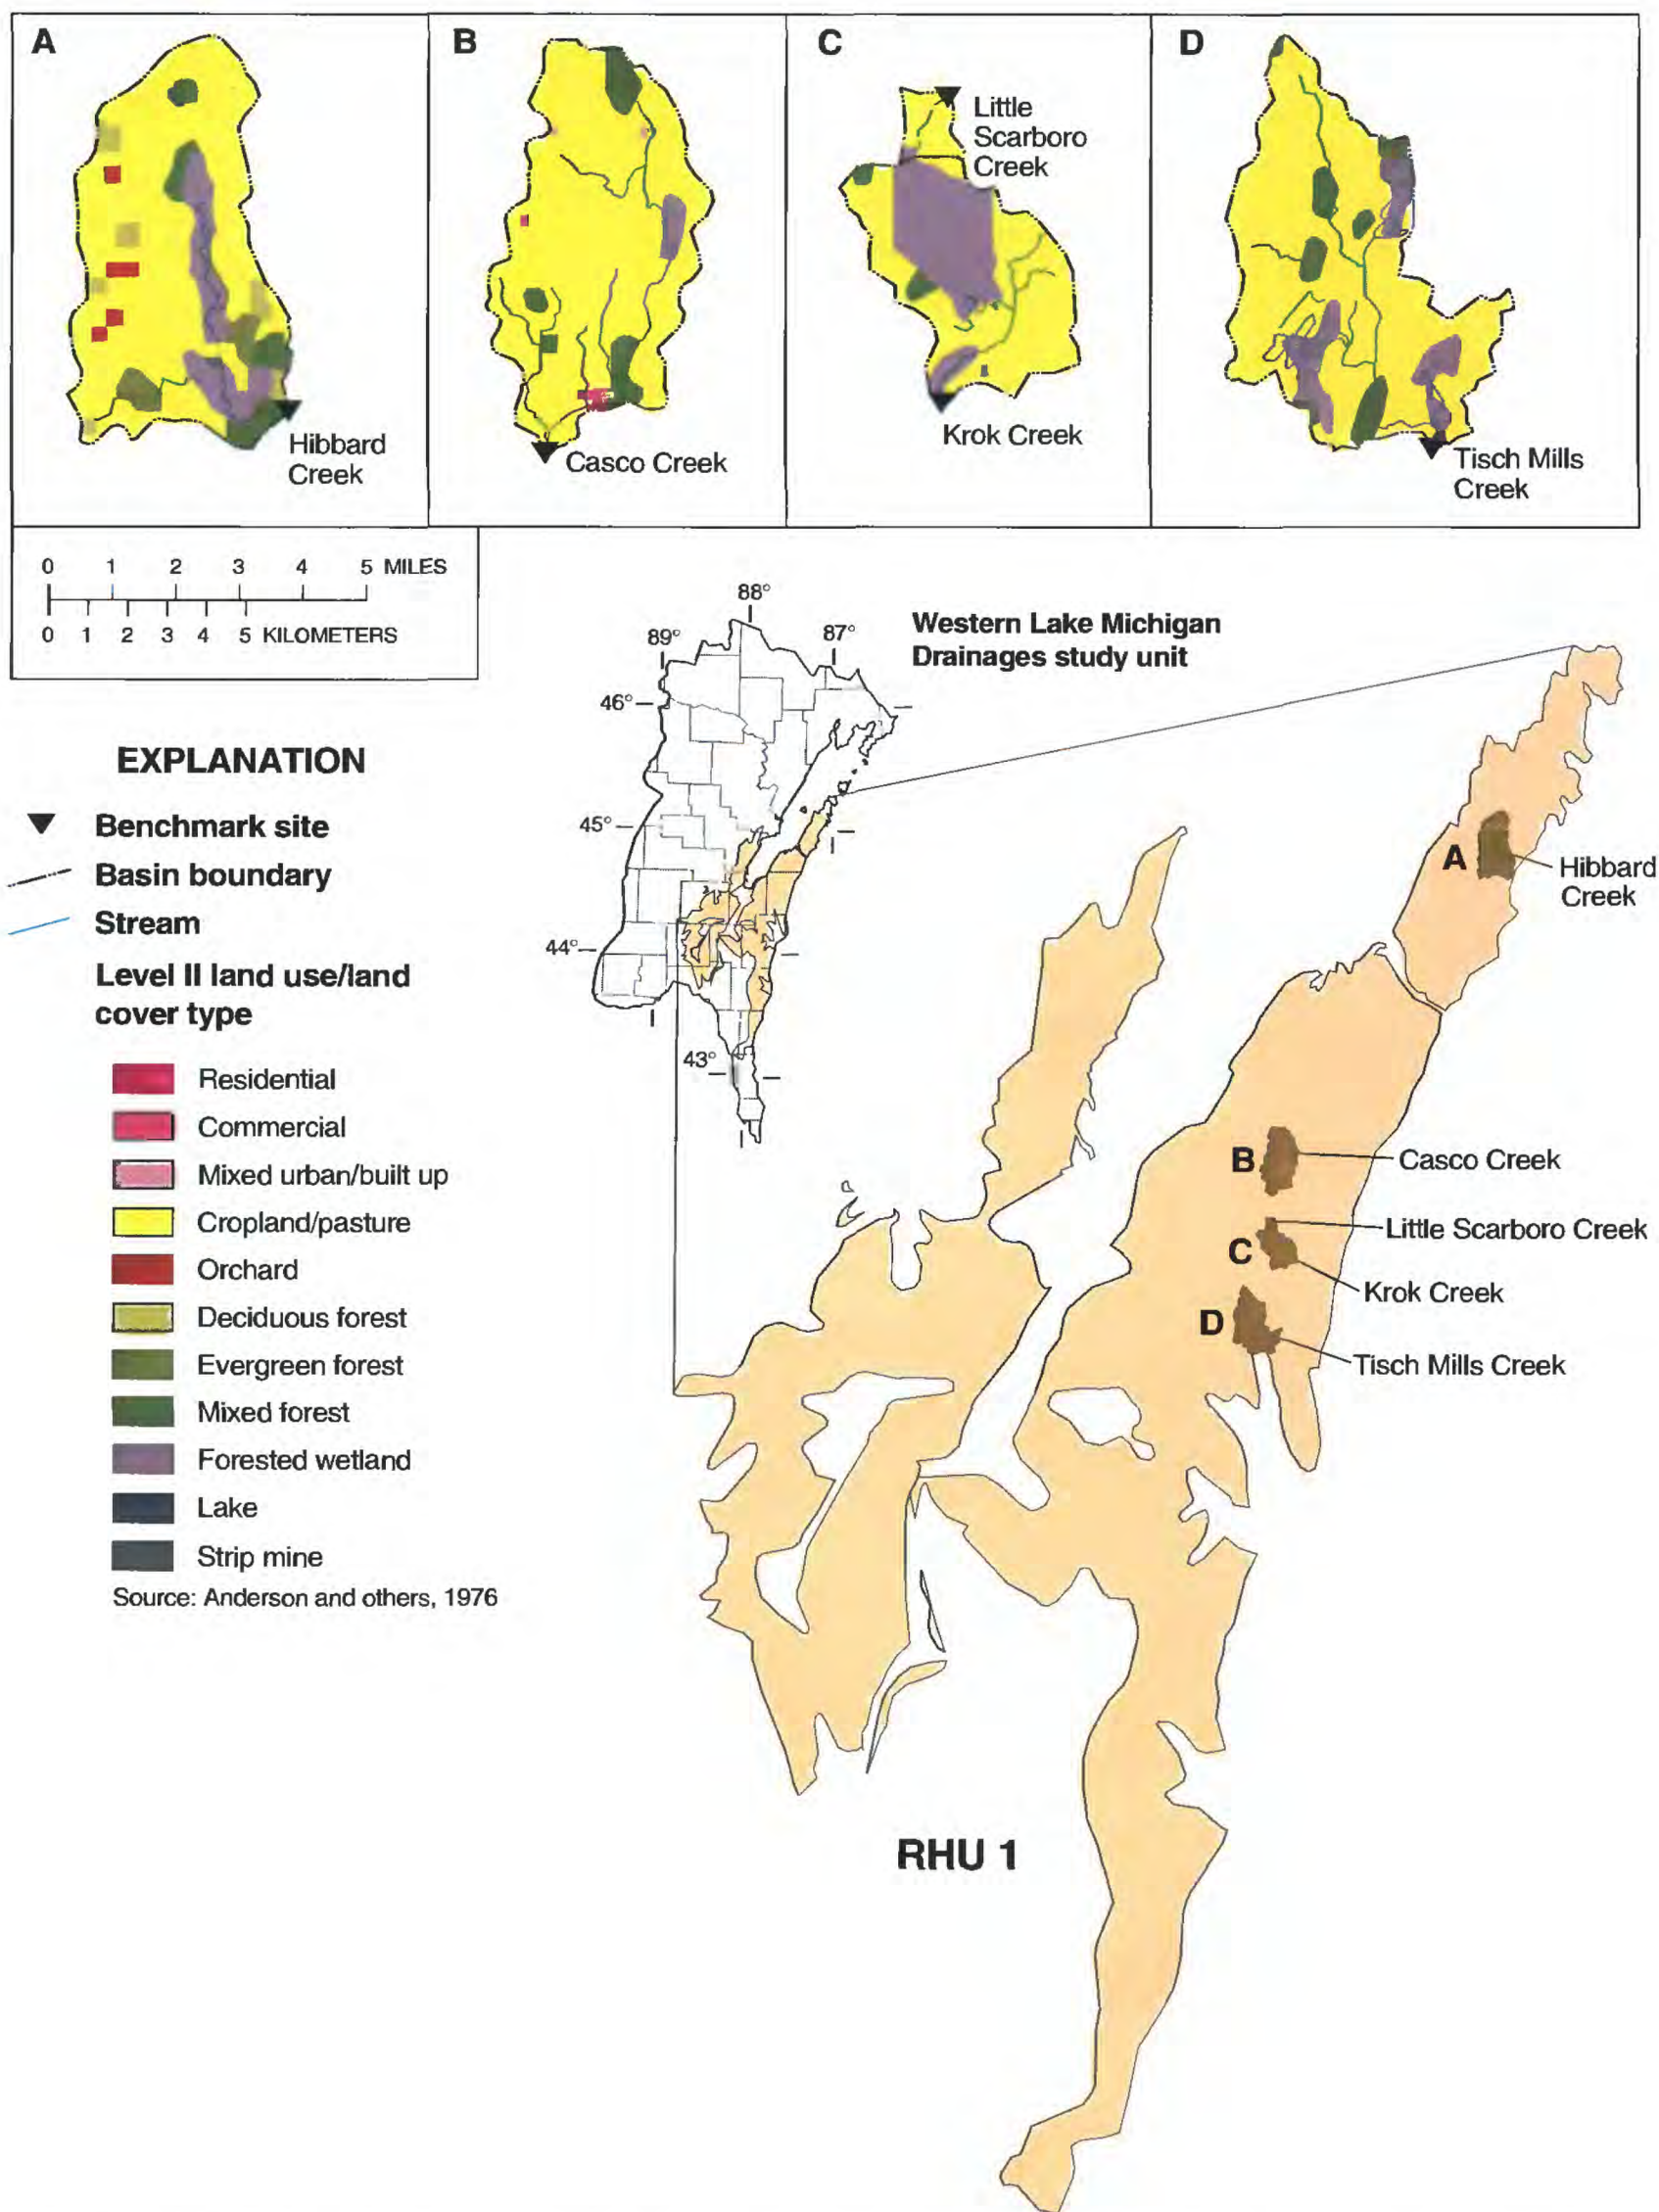 A
Hibbard
Creek
B
Casco Creek
C
Little
Scarboro
Creek
Krok Creek
D
Tisch Mills
Creek
0 1 2 3 4 5 MILES
0 1 2 3 4 5 KILOMETERS
EXPLANATION
Benchmark site
Basin boundary
Stream
Level II land use/land
cover type
Residential
Commercial
Mixed urban/built up
Cropland/pasture
Orchard
Deciduous forest
Evergreen forest
Mixed forest
Forested wetland
Lake
Strip mine
Source: Anderson and others, 1976
88°
89°
87°
46°
45°
44°
43°
Western Lake Michigan
Drainages study unit
A
Hibbard
Creek
B
Casco Creek
Little Scarboro Creek
C
Krok Creek
D
Tisch Mills Creek
RHU 1